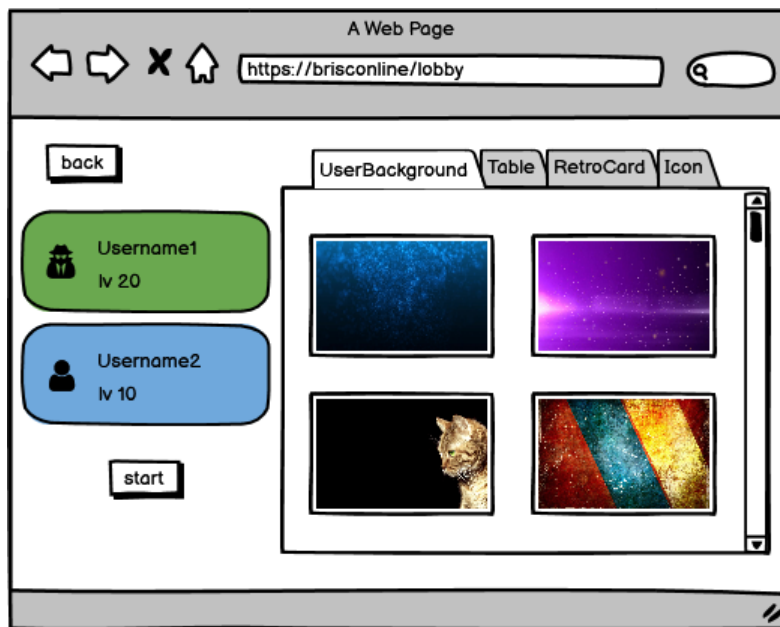 A Web Page
https://brisconline/lobby
back
UserBackground Table RetroCard Icon
Username1
lv 20
Username2
lv 10
start